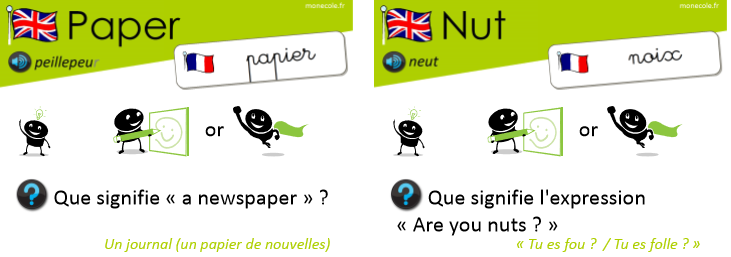 monecole.fr
Paper
peillepeur
papier
or
Que signifie « a newspaper » ?
Un journal (un papier de nouvelles)
monecole.fr
Nut
neut
noix
or
Que signifie l'expression
« Are you nuts ? »
« Tu es fou ? / Tu es folle ? »